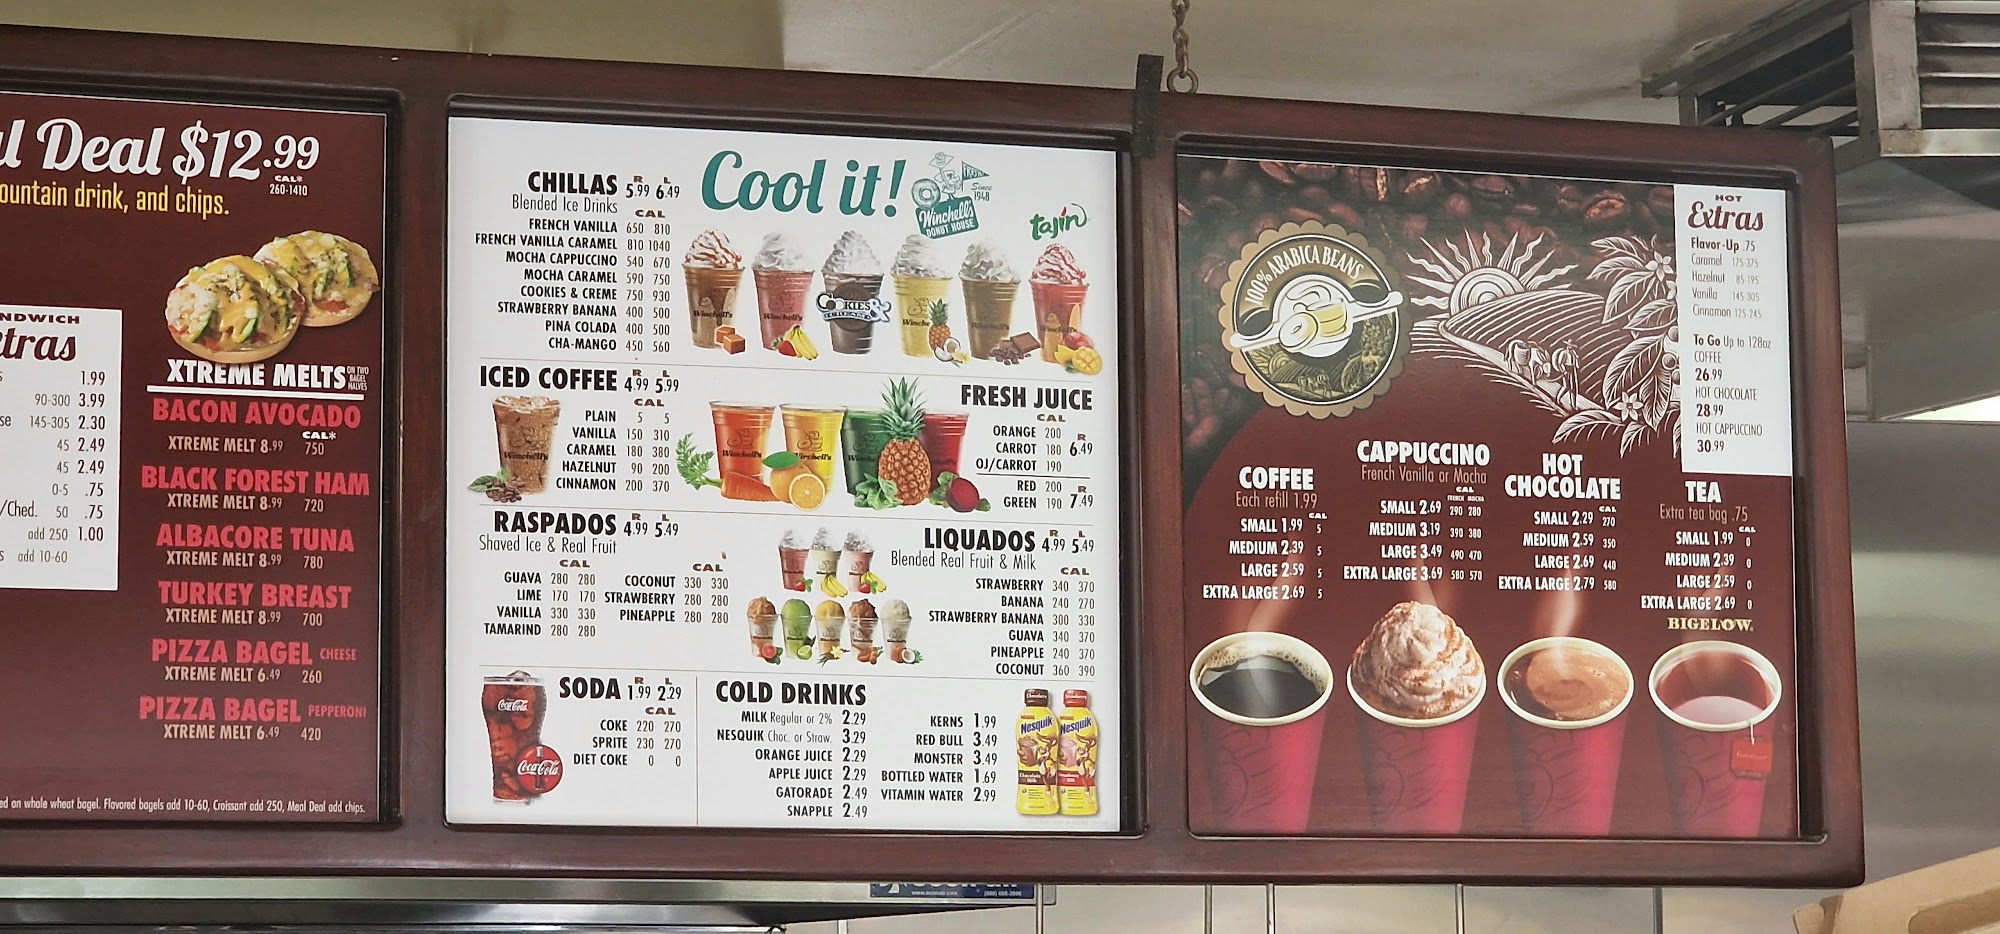 l Deal $12.99
CAL*
260-1410
ountain drink, and chips.
NDWICH
tras
1.99
90-300 3.99
se 145-305 2.30
45 2.49
45 2.49
0-5 .75
/Ched. 50 .75
add 250 1.00
s add 10-60
XTREME MELTS ON TWO BAGEL HALVES
BACON AVOCADO
CAL*
XTREME MELT 8.99 750
BLACK FOREST HAM
XTREME MELT 8.99 720
ALBACORE TUNA
XTREME MELT 8.99 780
TURKEY BREAST
XTREME MELT 8.99 700
PIZZA BAGEL CHEESE
XTREME MELT 6.49 260
PIZZA BAGEL PEPPERONI
XTREME MELT 6.49 420
ed on whole wheat bagel. Flavored bagels add 10-60, Croissant add 250, Meal Deal add chips.
Cool it!
Since 1948
Winchell's
DONUT HOUSE
tajín
R L
CHILLAS 5.99 6.49
Blended Ice Drinks
CAL
FRENCH VANILLA 650 810
FRENCH VANILLA CARAMEL 810 1040
MOCHA CAPPUCCINO 540 670
MOCHA CARAMEL 590 750
COOKIES & CREME 750 930
STRAWBERRY BANANA 400 500
PINA COLADA 400 500
CHA-MANGO 450 560
COOKIES &
R L
ICED COFFEE 4.99 5.99
CAL
PLAIN 5 5
VANILLA 150 310
CARAMEL 180 380
HAZELNUT 90 200
CINNAMON 200 370
FRESH JUICE
CAL
ORANGE 200
CARROT 180 R 6.49
OJ/CARROT 190
RED 200
GREEN 190 R 7.49
R L
RASPADOS 4.99 5.49
Shaved Ice & Real Fruit
CAL
GUAVA 280 280
LIME 170 170
VANILLA 330 330
TAMARIND 280 280
CAL
COCONUT 330 330
STRAWBERRY 280 280
PINEAPPLE 280 280
R L
LIQUADOS 4.99 5.49
Blended Real Fruit & Milk
CAL
STRAWBERRY 340 370
BANANA 240 270
STRAWBERRY BANANA 300 330
GUAVA 340 370
PINEAPPLE 240 370
COCONUT 360 390
R L
SODA 1.99 2.29
CAL
COKE 220 270
SPRITE 230 270
DIET COKE 0 0
Coca-Cola
Coca-Cola
COLD DRINKS
MILK Regular or 2% 2.29
NESQUIK Choc. or Straw. 3.29
ORANGE JUICE 2.29
APPLE JUICE 2.29
GATORADE 2.49
SNAPPLE 2.49
KERNS 1.99
RED BULL 3.49
MONSTER 3.49
BOTTLED WATER 1.69
VITAMIN WATER 2.99
Nesquik
Nesquik
100% ARABICA BEANS
HOT
Extras
Flavor-Up .75
Caramel 175-375
Hazelnut 85-195
Vanilla 145-305
Cinnamon 125-245
To Go Up to 128oz
COFFEE
26.99
HOT CHOCOLATE
28.99
HOT CAPPUCCINO
30.99
COFFEE
Each refill 1.99
CAL
SMALL 1.99 5
MEDIUM 2.39 5
LARGE 2.59 5
EXTRA LARGE 2.69 5
CAPPUCCINO
French Vanilla or Mocha
CAL
FRENCH MOCHA
SMALL 2.69 290 280
MEDIUM 3.19 390 380
LARGE 3.49 490 470
EXTRA LARGE 3.69 580 570
HOT
CHOCOLATE
CAL
SMALL 2.29 270
MEDIUM 2.59 350
LARGE 2.69 440
EXTRA LARGE 2.79 580
TEA
Extra tea bag .75
CAL
SMALL 1.99 0
MEDIUM 2.39 0
LARGE 2.59 0
EXTRA LARGE 2.69 0
BIGELOW.